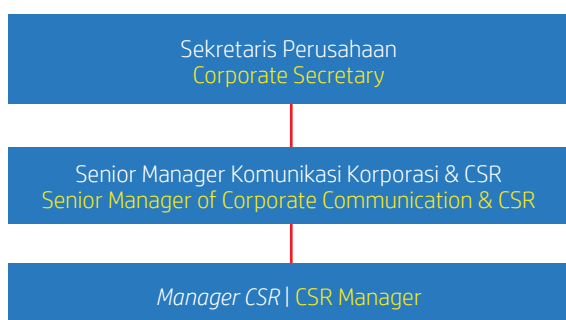 Sekretaris Perusahaan
Corporate Secretary
Senior Manager Komunikasi Korporasi & CSR
Senior Manager of Corporate Communication & CSR
Manager CSR | CSR Manager